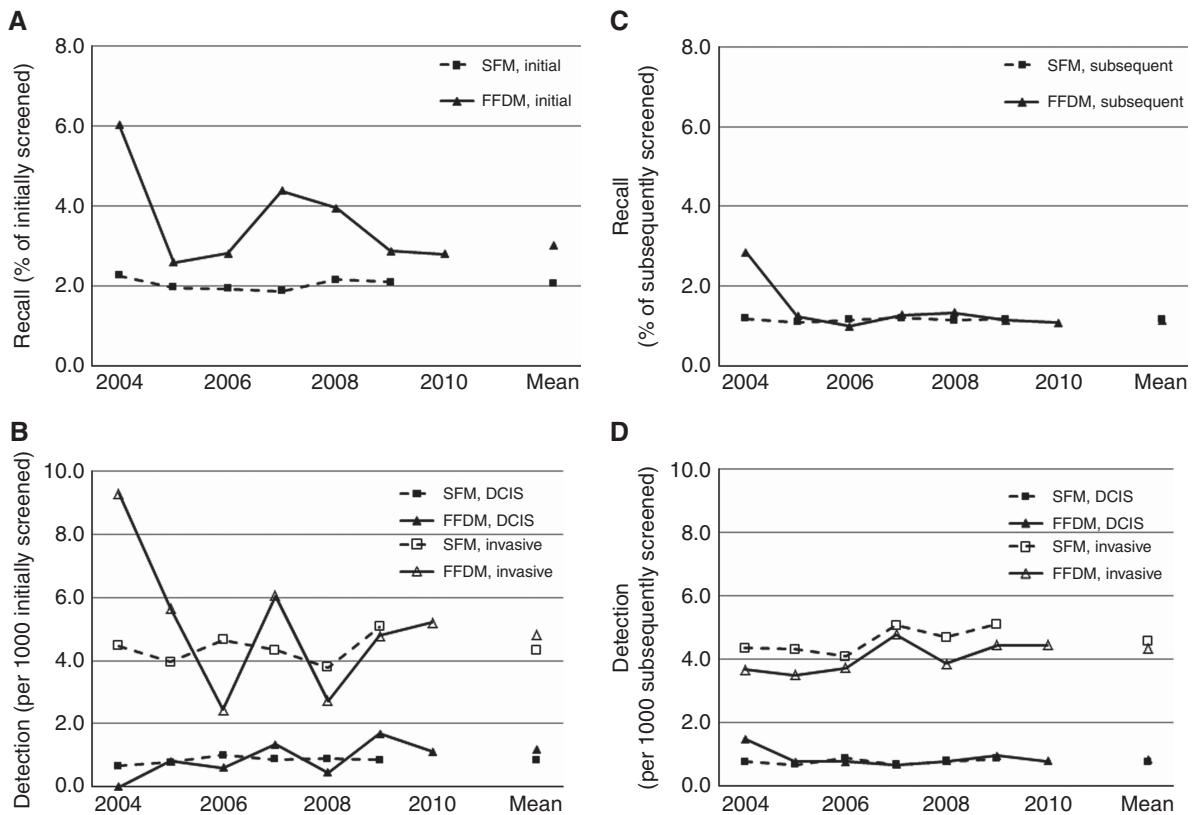 A
Recall (% of initially screened)
8.0
6.0
4.0
2.0
0.0
SFM, initial
FFDM, initial
2004 2006 2008 2010 Mean
C
Recall
(% of subsequently screened)
8.0
6.0
4.0
2.0
0.0
SFM, subsequent
FFDM, subsequent
2004 2006 2008 2010 Mean
B
Detection (per 1000 initially screened)
10.0
8.0
6.0
4.0
2.0
0.0
SFM, DCIS
FFDM, DCIS
SFM, invasive
FFDM, invasive
2004 2006 2008 2010 Mean
D
Detection
(per 1000 subsequently screened)
10.0
8.0
6.0
4.0
2.0
0.0
SFM, DCIS
FFDM, DCIS
SFM, invasive
FFDM, invasive
2004 2006 2008 2010 Mean